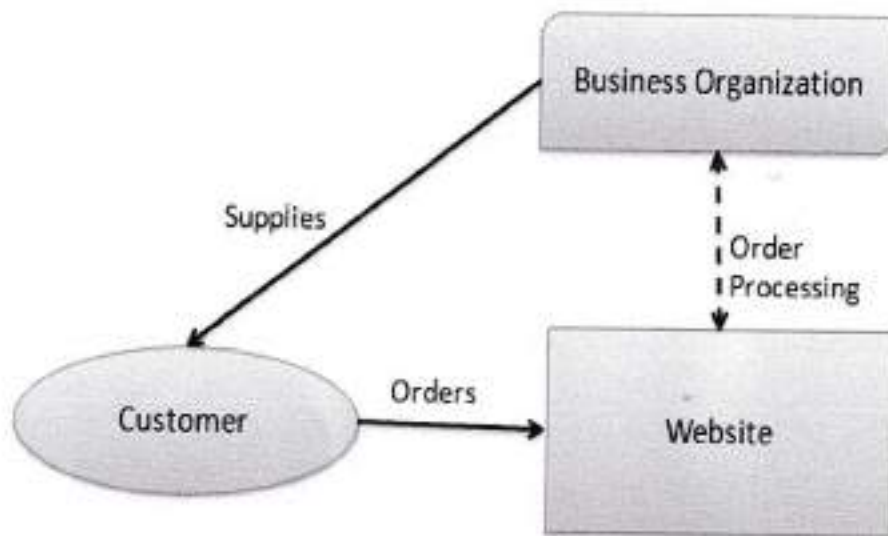 Business Organization
Supplies
Order
Processing
Orders
Customer
Website